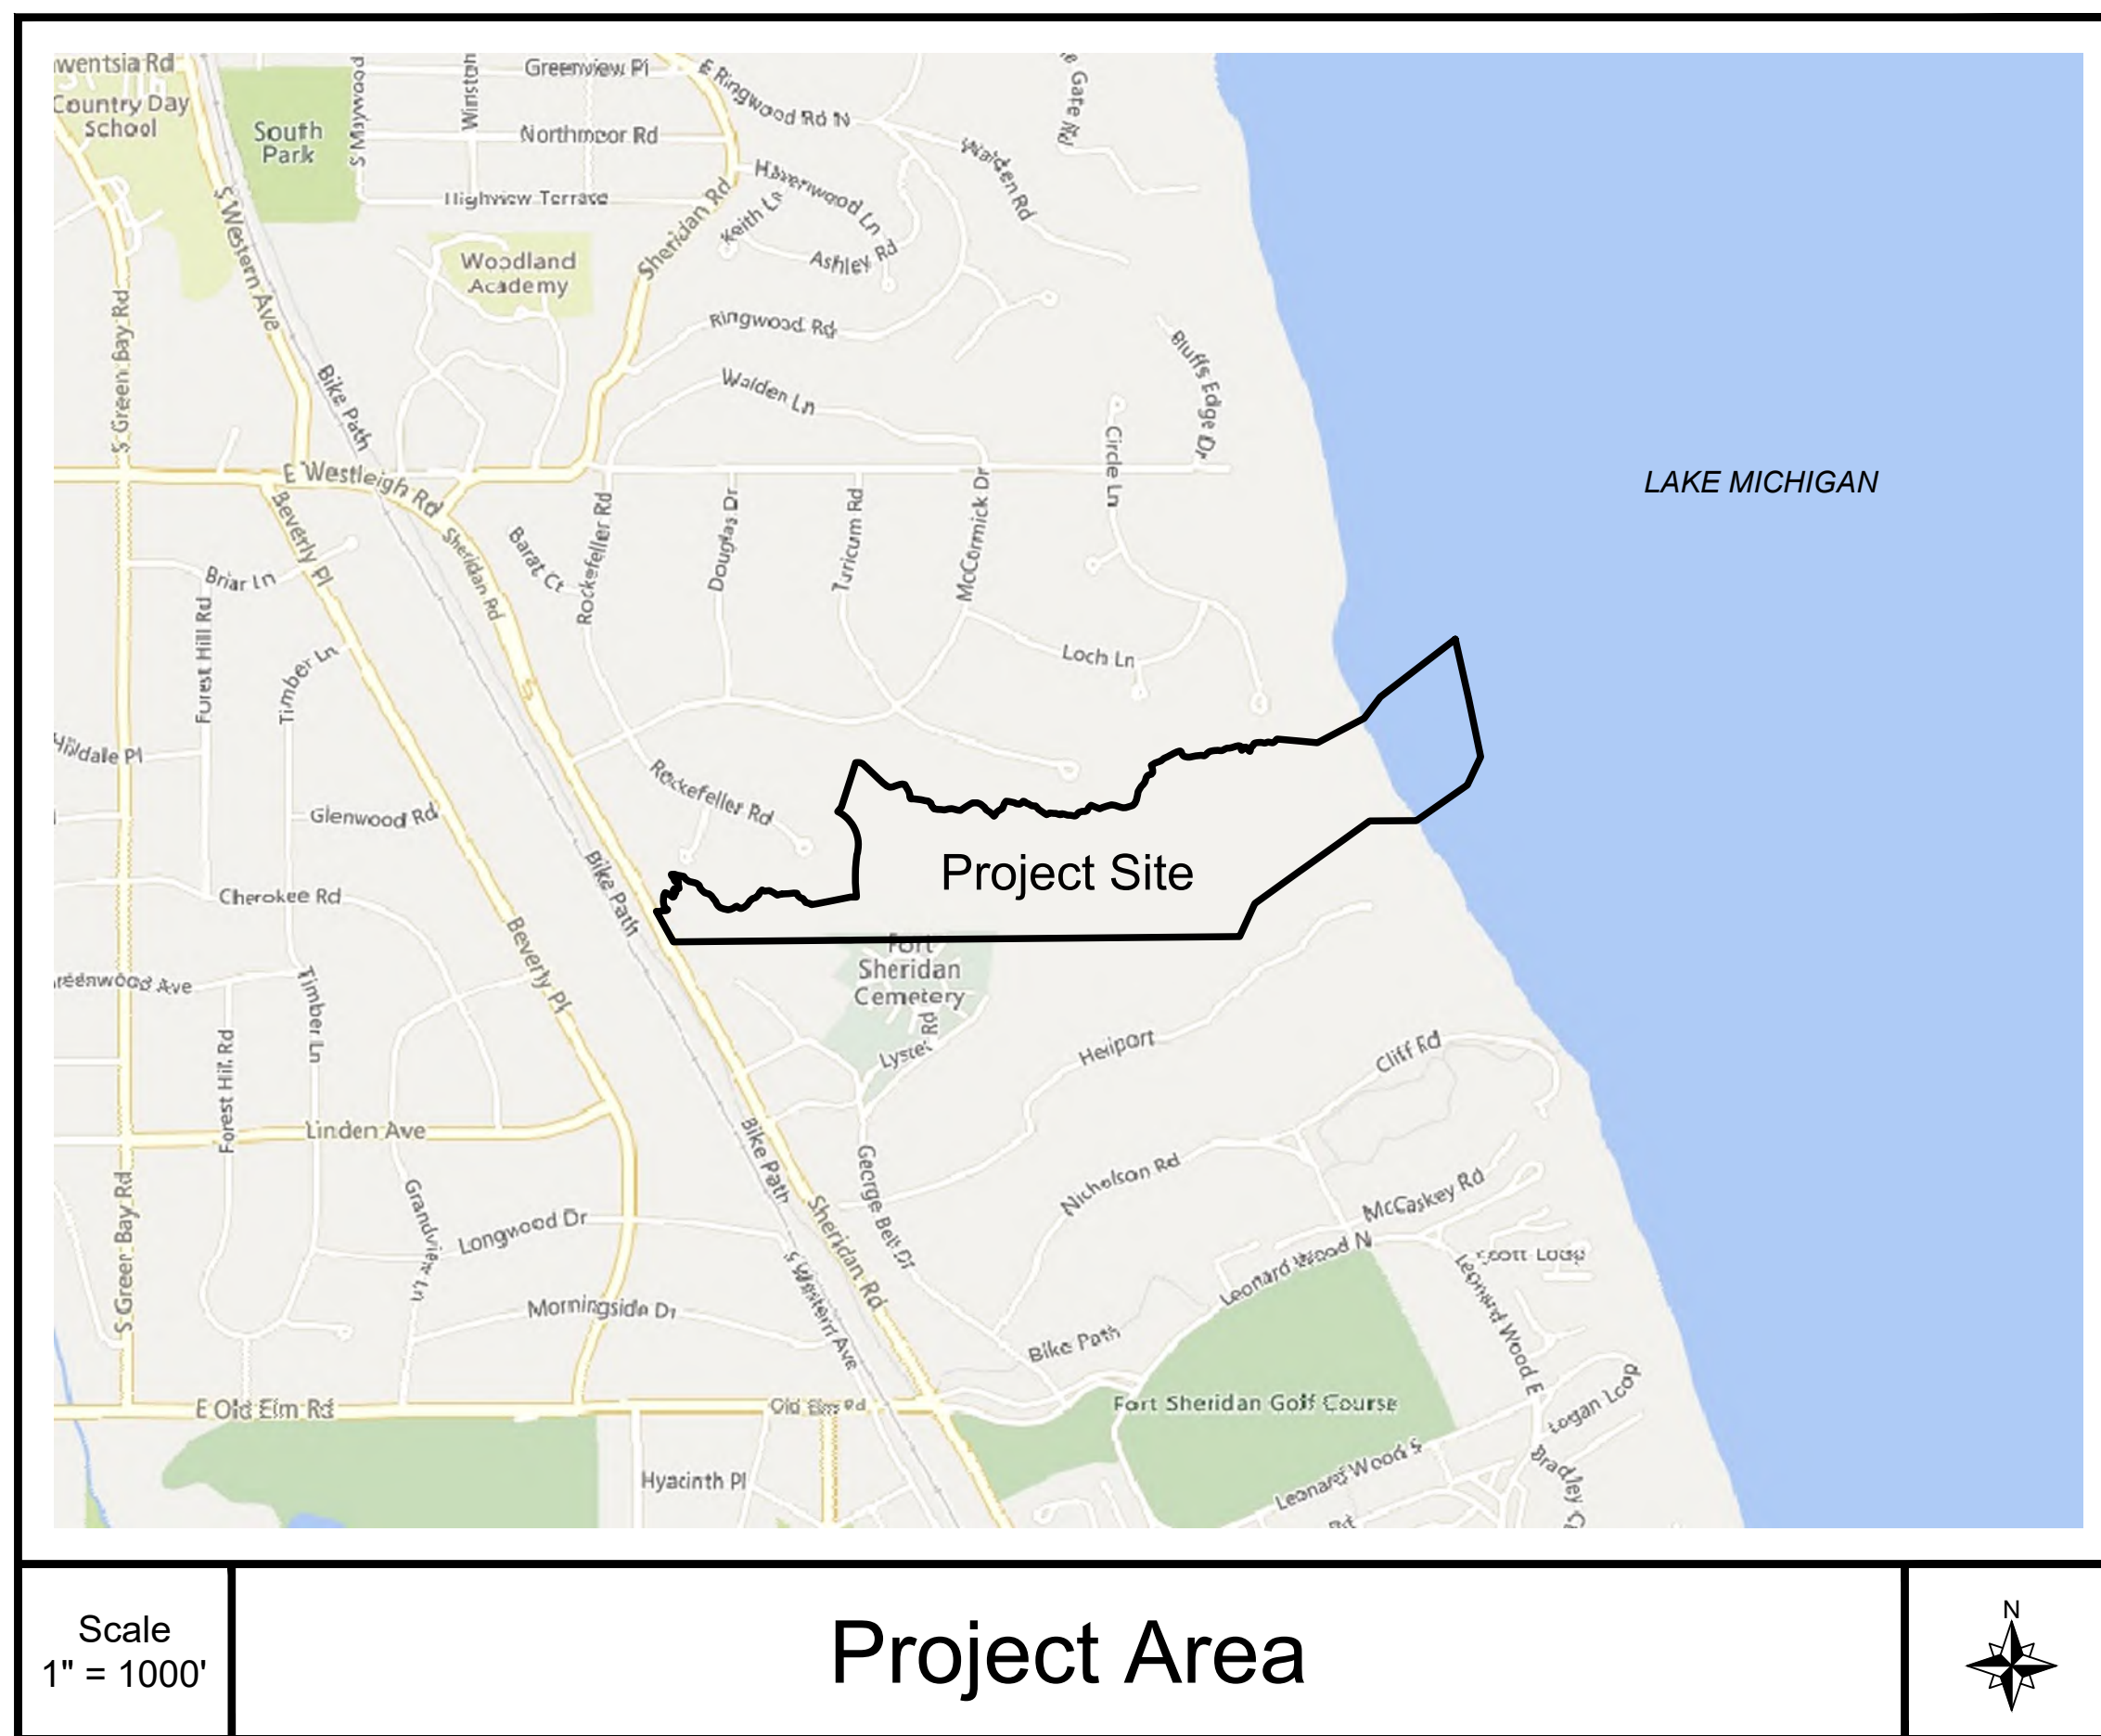 Greenview Pl
E Ringwood Rd N
Country Day
School
South
Park
S Maywood
Winston
Northmoor Rd
Highview Terrace
Gate Rd
Walden Rd
Haverwood Ln
Keith Ln
Ashley Rd
Sheridan Rd
S Western Ave
Woodland
Academy
S Green Bay Rd
Ringwood Rd
Bluffs Edge Dr
Bike Path
Walden Ln
Circle Ln
E Westleigh Rd
LAKE MICHIGAN
Beverly Pl
Sheridan Rd
Barat Ct
Rockefeller Rd
Douglas Dr
Turicum Rd
McCormick Dr
Briar Ln
Forest Hill Rd
Timber Ln
Loch Ln
Hildale Pl
Rockefeller Rd
Glenwood Rd
Project Site
Bike Path
Cherokee Rd
Beverly Pl
Fort
Sheridan
Cemetery
Greenwood Ave
Timber Ln
Forest Hill Rd
Lyster Rd
Heliport
Cliff Rd
Linden Ave
Bike Path
George Bell Dr
Nicholson Rd
McCaskey Rd
S Green Bay Rd
Grandview Ln
Longwood Dr
Sheridan Rd
S Western Ave
Leonard Wood N
Scott Loop
Leonard Wood E
Morningside Dr
Bike Path
Logan Loop
E Old Elm Rd
Old Elm Rd
Fort Sheridan Golf Course
Hyacinth Pl
Leonard Wood S
Bradley
Rd
Scale
1" = 1000'
Project Area
N